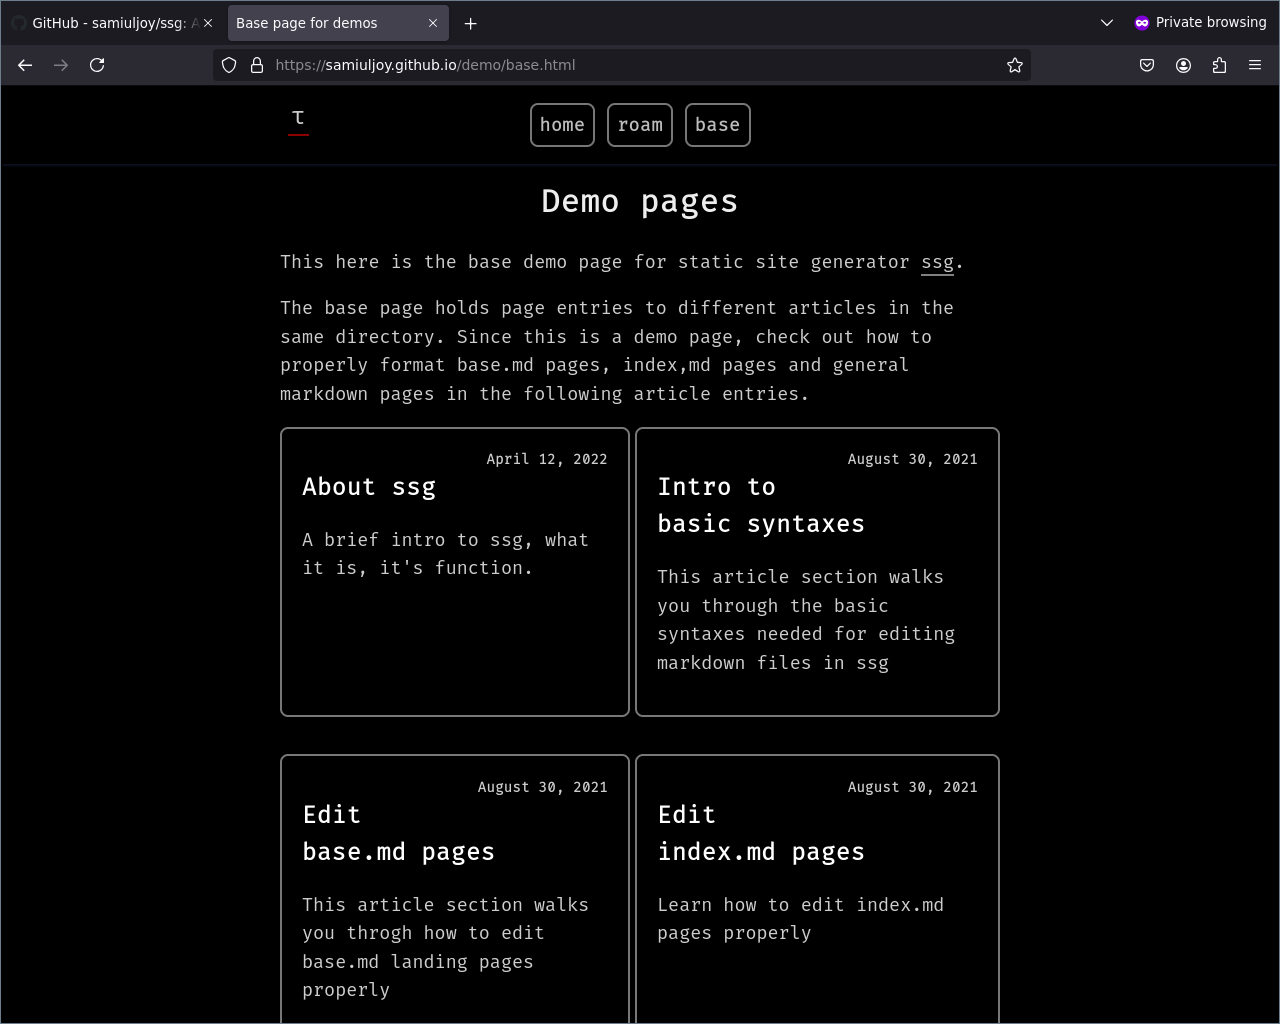 GitHub - samiuljoy/ssg: A
Base page for demos
Private browsing
https://samiuljoy.github.io/demo/base.html
τ
home
roam
base
Demo pages
This here is the base demo page for static site generator ssg.
The base page holds page entries to different articles in the
same directory. Since this is a demo page, check out how to
properly format base.md pages, index,md pages and general
markdown pages in the following article entries.
April 12, 2022
About ssg
A brief intro to ssg, what
it is, it's function.
August 30, 2021
Intro to
basic syntaxes
This article section walks
you through the basic
syntaxes needed for editing
markdown files in ssg
August 30, 2021
Edit
base.md pages
This article section walks
you throgh how to edit
base.md landing pages
properly
August 30, 2021
Edit
index.md pages
Learn how to edit index.md
pages properly